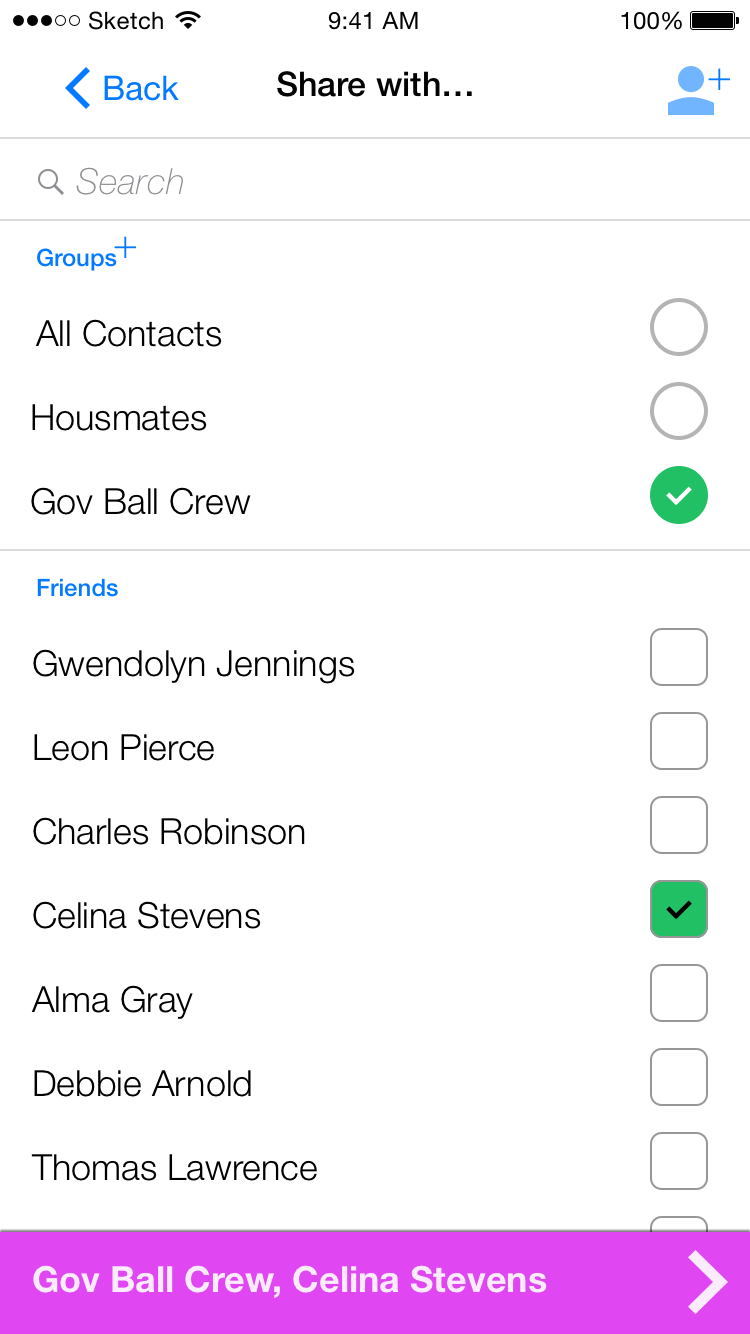 Sketch 9:41 AM 100%
Back Share with...
Search
Groups+
All Contacts
Housmates
Gov Ball Crew
Friends
Gwendolyn Jennings
Leon Pierce
Charles Robinson
Celina Stevens
Alma Gray
Debbie Arnold
Thomas Lawrence
Gov Ball Crew, Celina Stevens